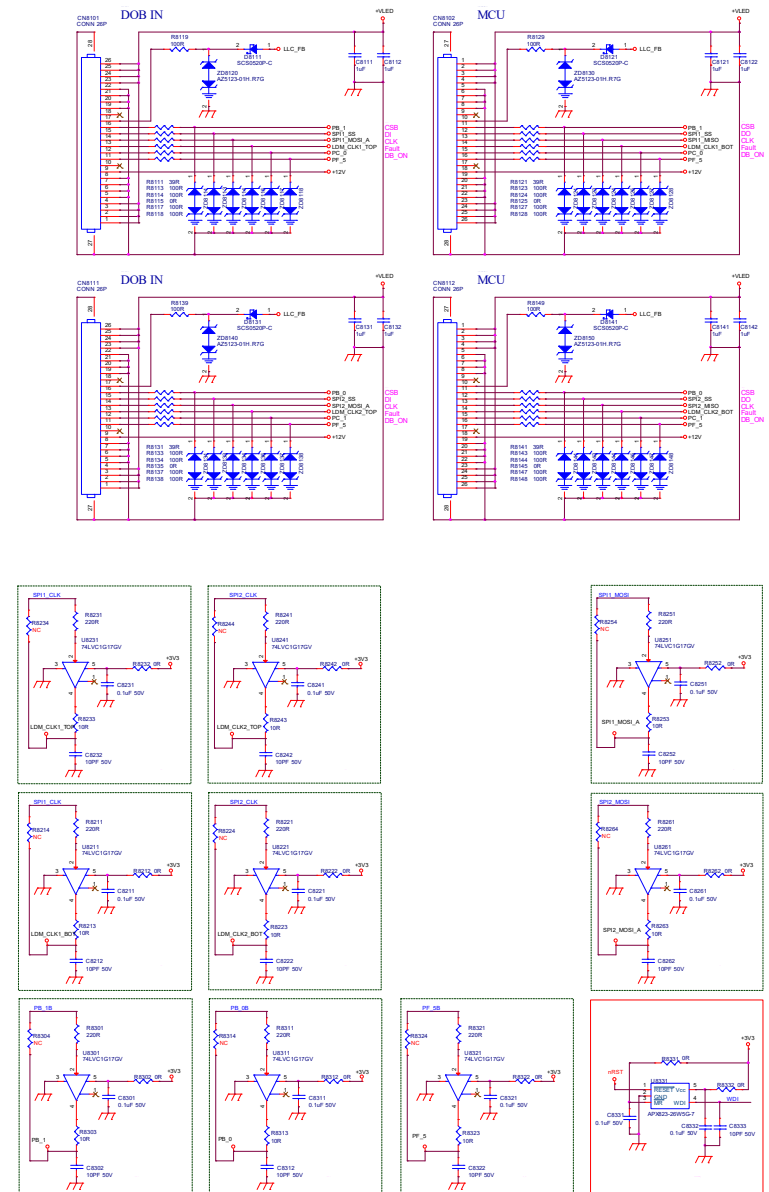 DOB IN
CN8101
CONN 26P
+VLED
R8119
100R
D8111
SCS0520P-C
LLC_FB
ZD8120
AZ5123-01H.R7G
C8111
1uF
C8112
1uF
PB_1
SPI1_SS
SPI1_MOSI_A
LDM_CLK1_TOP
PC_0
PF_5
+12V
CSB
DI
CLK
Fault
DB_ON
R8111 39R
R8113 100R
R8114 100R
R8115 0R
R8117 100R
R8118 100R
MCU
CN8102
CONN 26P
+VLED
R8129
100R
D8121
SCS0520P-C
LLC_FB
ZD8130
AZ5123-01H.R7G
C8121
1uF
C8122
1uF
PB_1
SPI1_SS
SPI1_MISO
LDM_CLK1_BOT
PC_0
PF_5
+12V
CSB
DO
CLK
Fault
DB_ON
R8121 39R
R8123 100R
R8124 100R
R8125 0R
R8127 100R
R8128 100R
DOB IN
CN8111
CONN 26P
+VLED
R8139
100R
D8131
SCS0520P-C
LLC_FB
ZD8140
AZ5123-01H.R7G
C8131
1uF
C8132
1uF
PB_0
SPI2_SS
SPI2_MOSI_A
LDM_CLK2_TOP
PC_1
PF_5
+12V
CSB
DI
CLK
Fault
DB_ON
R8131 39R
R8133 100R
R8134 100R
R8135 0R
R8137 100R
R8138 100R
MCU
CN8112
CONN 26P
+VLED
R8149
100R
D8141
SCS0520P-C
LLC_FB
ZD8150
AZ5123-01H.R7G
C8141
1uF
C8142
1uF
PB_0
SPI2_SS
SPI2_MISO
LDM_CLK2_BOT
PC_1
PF_5
+12V
CSB
DO
CLK
Fault
DB_ON
R8141 39R
R8143 100R
R8144 100R
R8145 0R
R8147 100R
R8148 100R
SPI1_CLK
R8234
NC
R8231
220R
U8231
74LVC1G17GV
R8232 0R
+3V3
C8231
0.1uF 50V
R8233
10R
LDM_CLK1_TOP
C8232
10PF 50V
SPI2_CLK
R8244
NC
R8241
220R
U8241
74LVC1G17GV
R8242 0R
+3V3
C8241
0.1uF 50V
R8243
10R
LDM_CLK2_TOP
C8242
10PF 50V
SPI1_MOSI
R8254
NC
R8251
220R
U8251
74LVC1G17GV
R8252 0R
+3V3
C8251
0.1uF 50V
R8253
10R
SPI1_MOSI_A
C8252
10PF 50V
SPI1_CLK
R8214
NC
R8211
220R
U8211
74LVC1G17GV
R8212 0R
+3V3
C8211
0.1uF 50V
R8213
10R
LDM_CLK1_BOT
C8212
10PF 50V
SPI2_CLK
R8224
NC
R8221
220R
U8221
74LVC1G17GV
R8222 0R
+3V3
C8221
0.1uF 50V
R8223
10R
LDM_CLK2_BOT
C8222
10PF 50V
SPI2_MOSI
R8264
NC
R8261
220R
U8261
74LVC1G17GV
R8262 0R
+3V3
C8261
0.1uF 50V
R8263
10R
SPI2_MOSI_A
C8262
10PF 50V
PB_1B
R8304
NC
R8301
220R
U8301
74LVC1G17GV
R8302 0R
+3V3
C8301
0.1uF 50V
R8303
10R
PB_1
C8302
10PF 50V
PB_0B
R8314
NC
R8311
220R
U8311
74LVC1G17GV
R8312 0R
+3V3
C8311
0.1uF 50V
R8313
10R
PB_0
C8312
10PF 50V
PF_5B
R8324
NC
R8321
220R
U8321
74LVC1G17GV
R8322 0R
+3V3
C8321
0.1uF 50V
R8323
10R
PF_5
C8322
10PF 50V
+3V3
R8331 0R
nRST
U8331
RESET Vcc
GND
MR WDI
APX823-26W5G-7
R8332 0R
WDI
C8331
0.1uF 50V
C8332
0.1uF 50V
C8333
10PF 50V